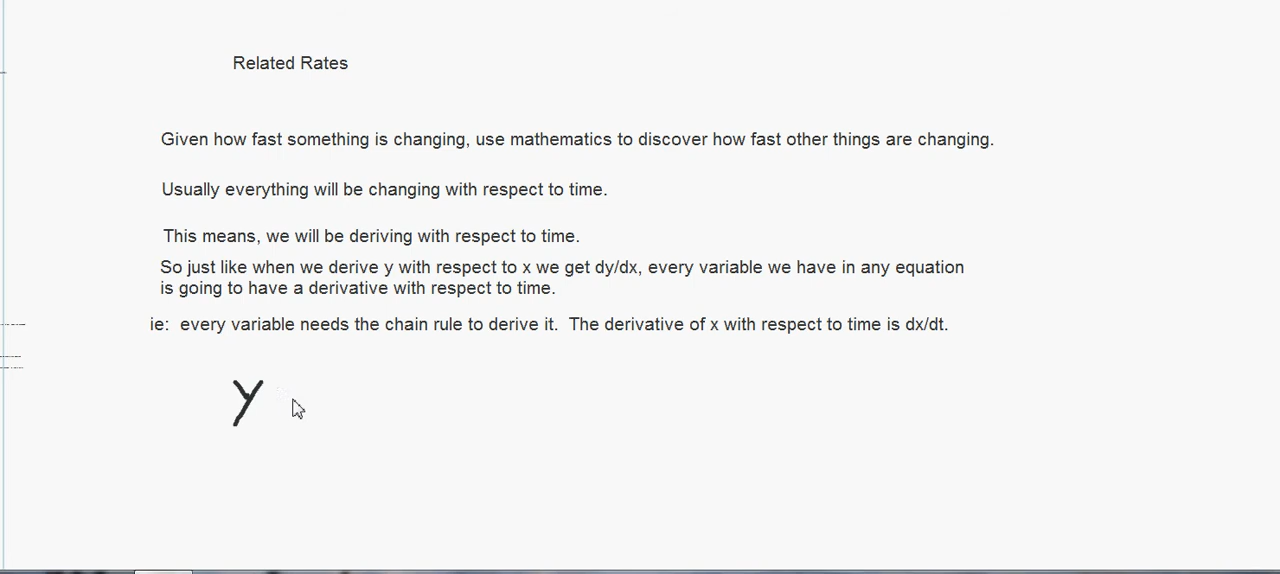 Related Rates
Given how fast something is changing, use mathematics to discover how fast other things are changing.
Usually everything will be changing with respect to time.
This means, we will be deriving with respect to time.
So just like when we derive y with respect to x we get dy/dx, every variable we have in any equation
is going to have a derivative with respect to time.
ie:  every variable needs the chain rule to derive it.  The derivative of x with respect to time is dx/dt.
y